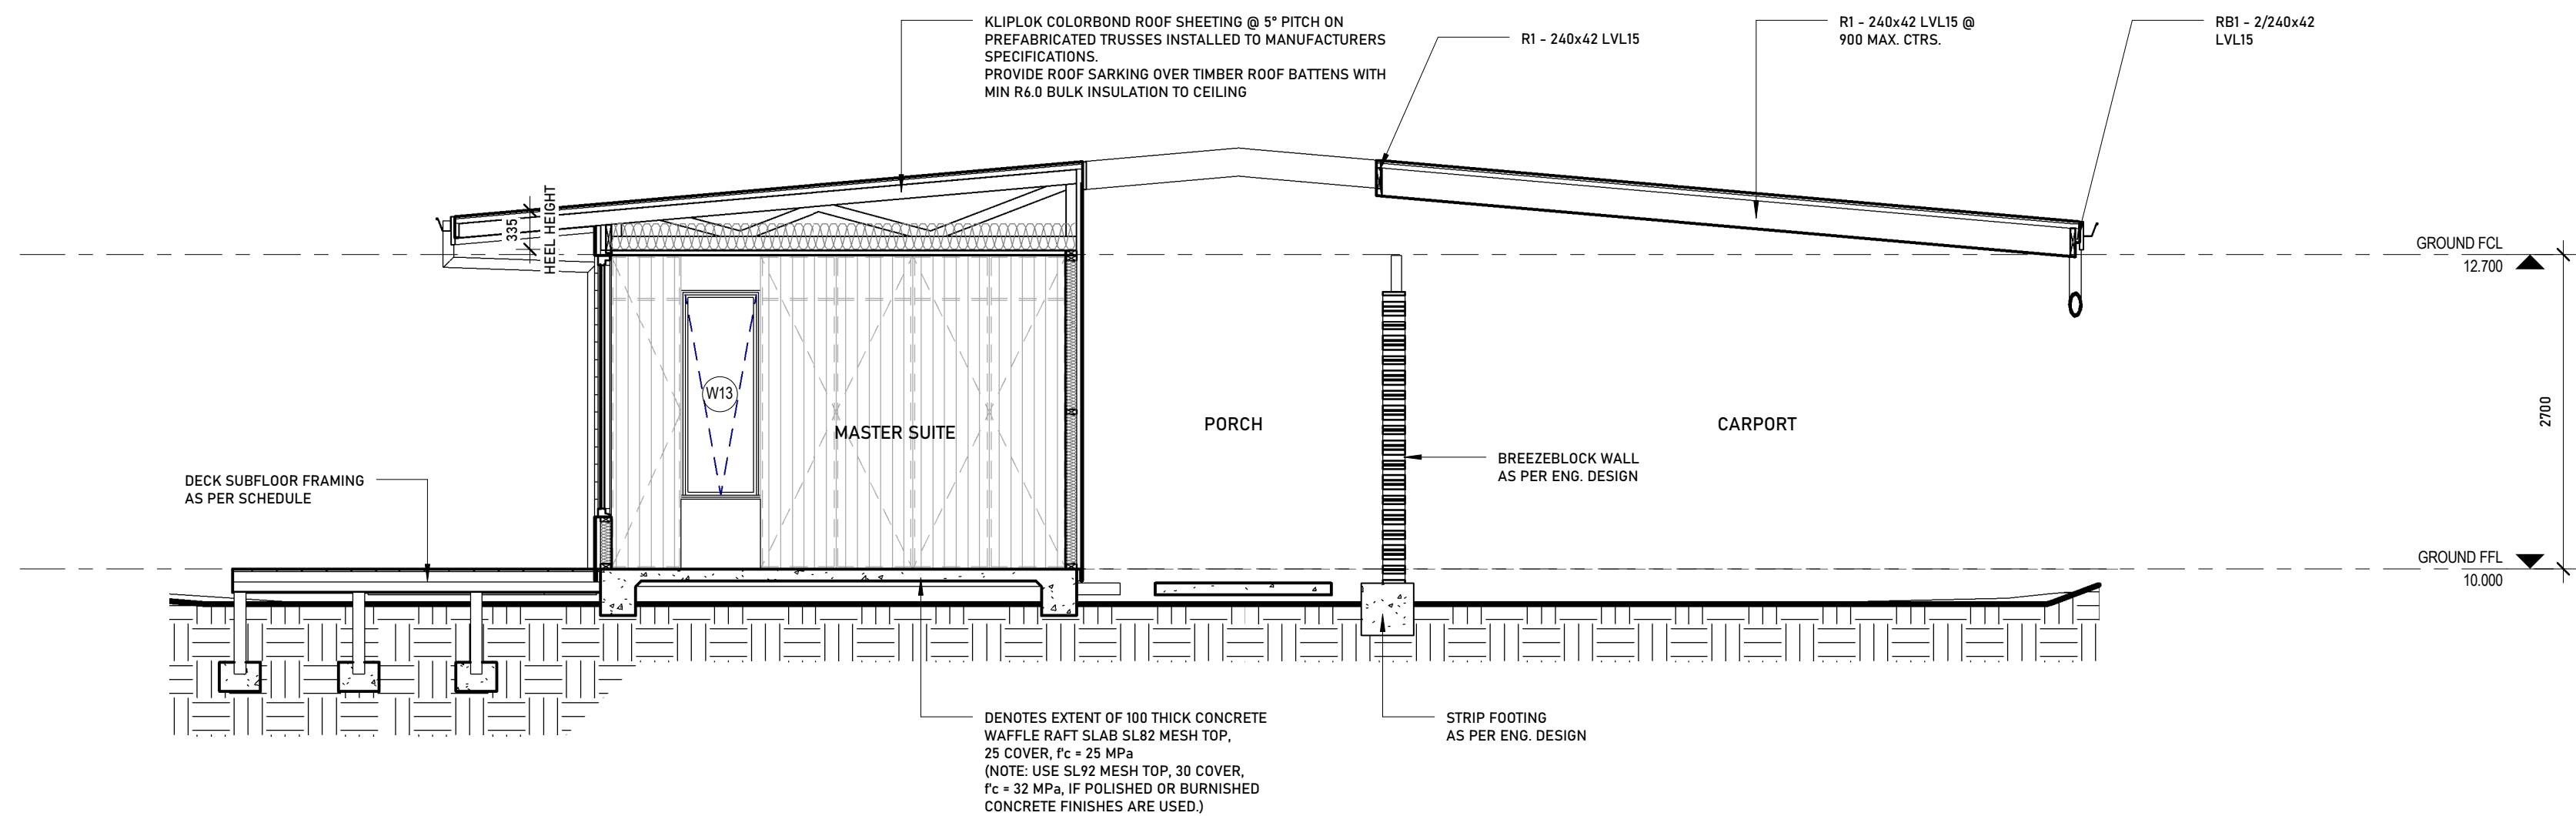 KLIPLOK COLORBOND ROOF SHEETING @ 5° PITCH ON
PREFABRICATED TRUSSES INSTALLED TO MANUFACTURERS
SPECIFICATIONS.
PROVIDE ROOF SARKING OVER TIMBER ROOF BATTENS WITH
MIN R6.0 BULK INSULATION TO CEILING
R1 - 240x42 LVL15
R1 - 240x42 LVL15 @
900 MAX. CTRS.
RB1 - 2/240x42
LVL15
335
HEEL HEIGHT
GROUND FCL
12.700
W13
MASTER SUITE
PORCH
CARPORT
2700
BREEZEBLOCK WALL
AS PER ENG. DESIGN
DECK SUBFLOOR FRAMING
AS PER SCHEDULE
GROUND FFL
10.000
DENOTES EXTENT OF 100 THICK CONCRETE
WAFFLE RAFT SLAB SL82 MESH TOP,
25 COVER, f'c = 25 MPa
(NOTE: USE SL92 MESH TOP, 30 COVER,
f'c = 32 MPa, IF POLISHED OR BURNISHED
CONCRETE FINISHES ARE USED.)
STRIP FOOTING
AS PER ENG. DESIGN